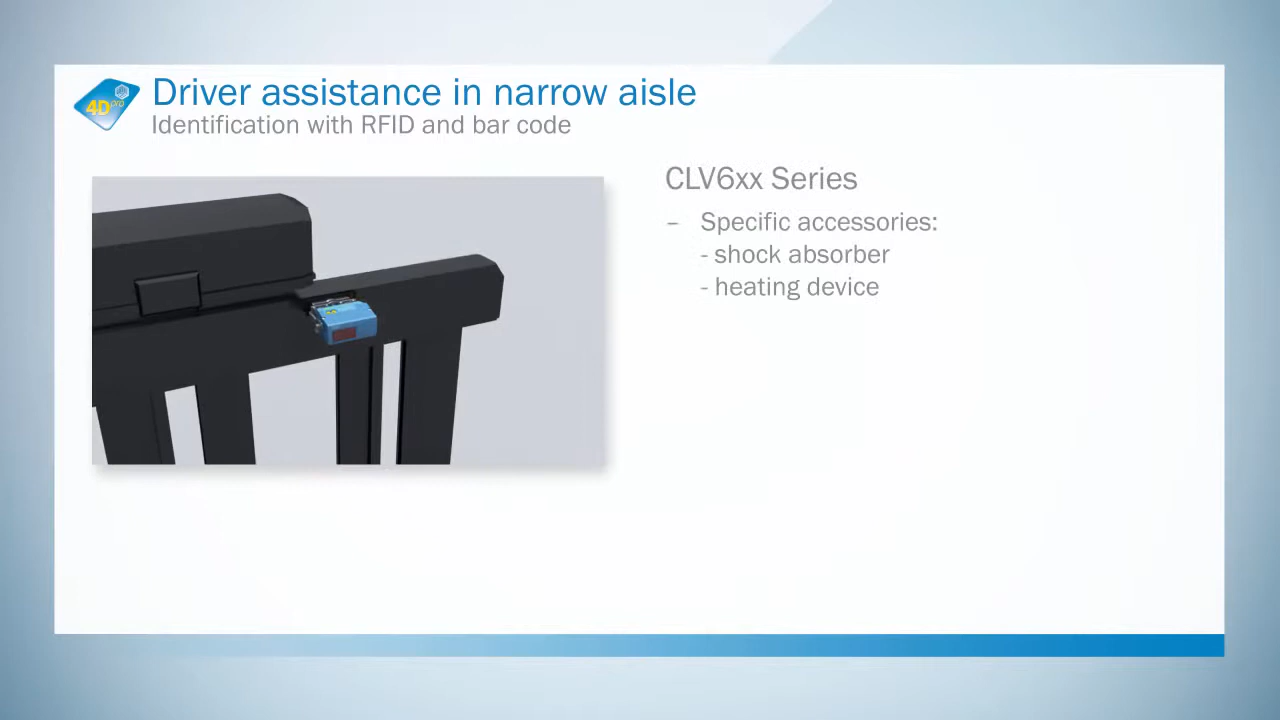 4Dpro
Driver assistance in narrow aisle
Identification with RFID and bar code
CLV6xx Series
– Specific accessories:
- shock absorber
- heating device